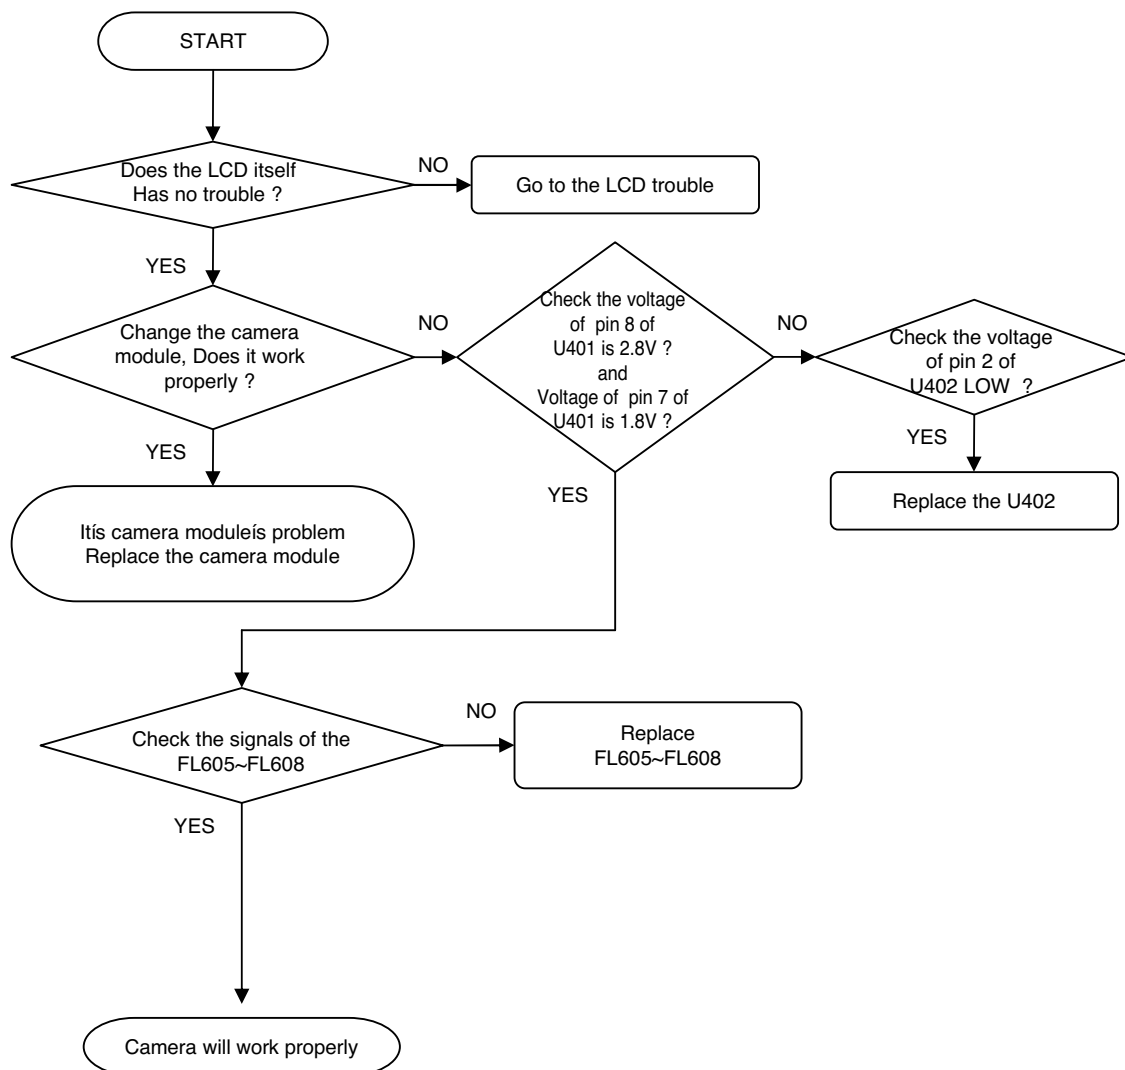 START
Does the LCD itself
Has no trouble ?
NO
Go to the LCD trouble
YES
Change the camera
module, Does it work
properly ?
NO
Check the voltage
of pin 8 of
U401 is 2.8V ?
and
Voltage of pin 7 of
U401 is 1.8V ?
NO
Check the voltage
of pin 2 of
U402 LOW ?
YES
YES
YES
Replace the U402
Itís camera moduleís problem
Replace the camera module
Check the signals of the
FL605~FL608
NO
Replace
FL605~FL608
YES
Camera will work properly